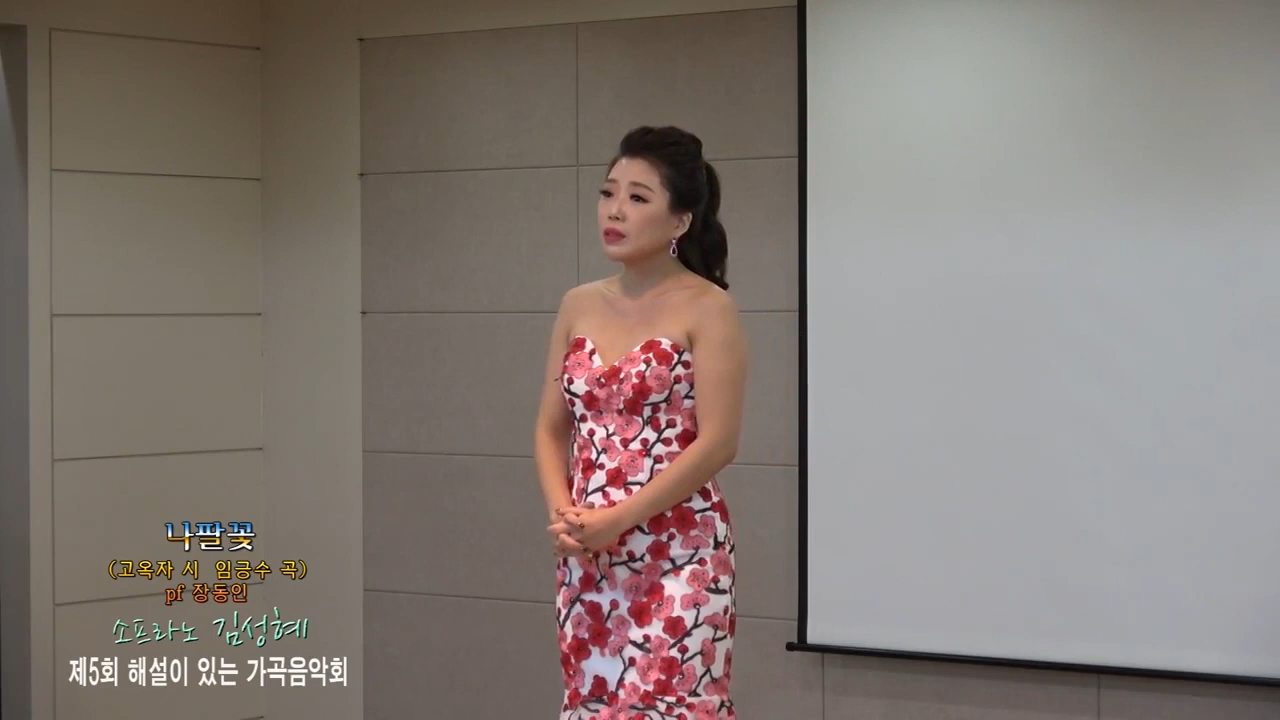 나팔꽃
(고옥자 시 임긍수 곡)
pf 장동인
소프라노 김성혜
제5회 해설이 있는 가곡음악회